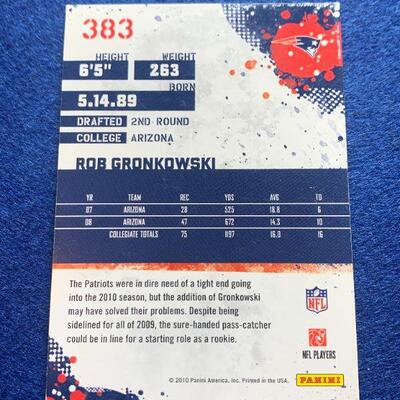 383
HEIGHT WEIGHT
6'5" 263
BORN
5.14.89
DRAFTED 2ND ROUND
COLLEGE ARIZONA
ROB GRONKOWSKI
YR TEAM REC YDS AVG TD
07 ARIZONA 28 525 18.8 6
08 ARIZONA 47 672 14.3 10
COLLEGIATE TOTALS 75 1197 16.0 16
The Patriots were in dire need of a tight end going
into the 2010 season, but the addition of Gronkowski
may have solved their problems. Despite being
sidelined for all of 2009, the sure-handed pass-catcher
could be in line for a starting role as a rookie.
NFL
NFL PLAYERS
PANINI
© 2010 Panini America, Inc. Printed in the USA.